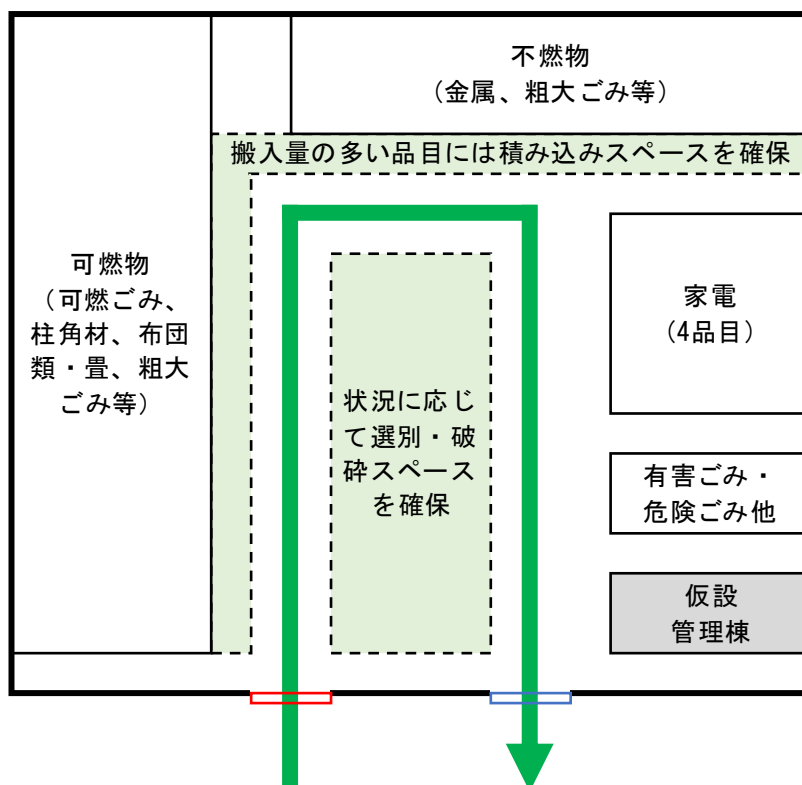 不燃物
（金属、粗大ごみ等）
搬入量の多い品目には積み込みスペースを確保
可燃物
（可燃ごみ、
柱角材、布団
類・畳、粗大
ごみ等）
家電
（4品目）
状況に応じ
て選別・破
砕スペース
を確保
有害ごみ・
危険ごみ他
仮設
管理棟